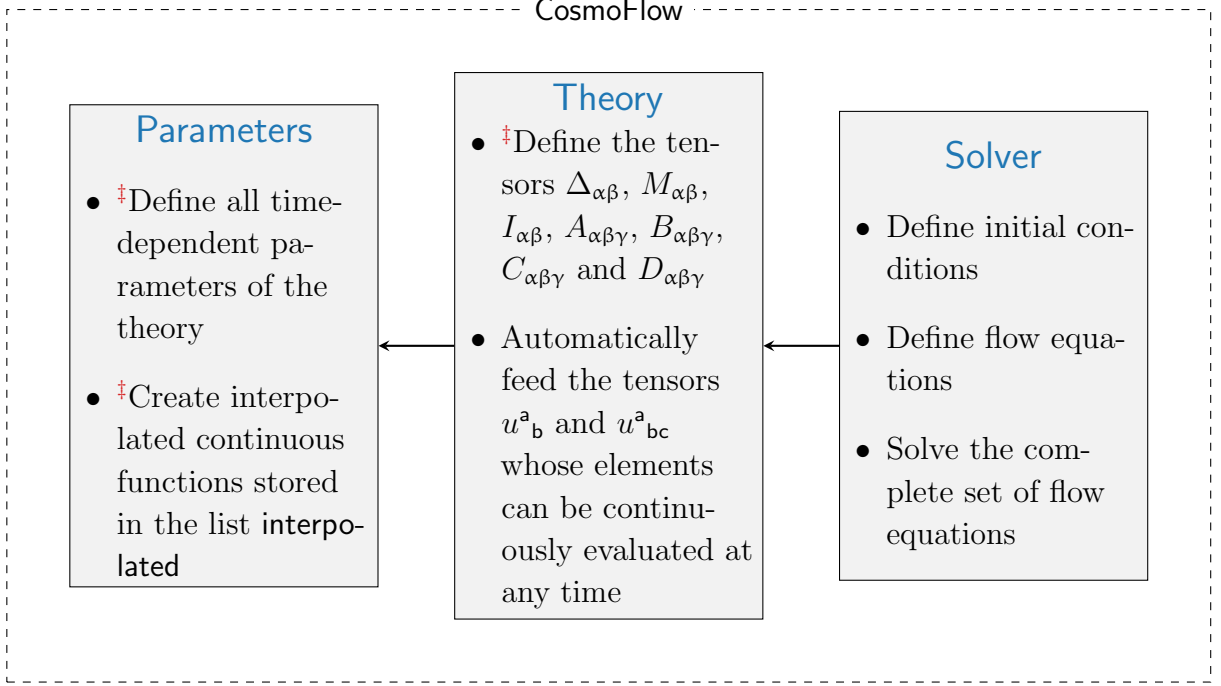 CosmoFlow
Parameters
• ‡Define all time-
dependent pa-
rameters of the
theory
• ‡Create interpo-
lated continuous
functions stored
in the list interpo-
lated
Theory
• ‡Define the ten-
sors Δαβ, Mαβ,
Iαβ, Aαβγ, Bαβγ,
Cαβγ and Dαβγ
• Automatically
feed the tensors
uᵃb and uᵃbc
whose elements
can be continu-
ously evaluated at
any time
Solver
• Define initial con-
ditions
• Define flow equa-
tions
• Solve the com-
plete set of flow
equations